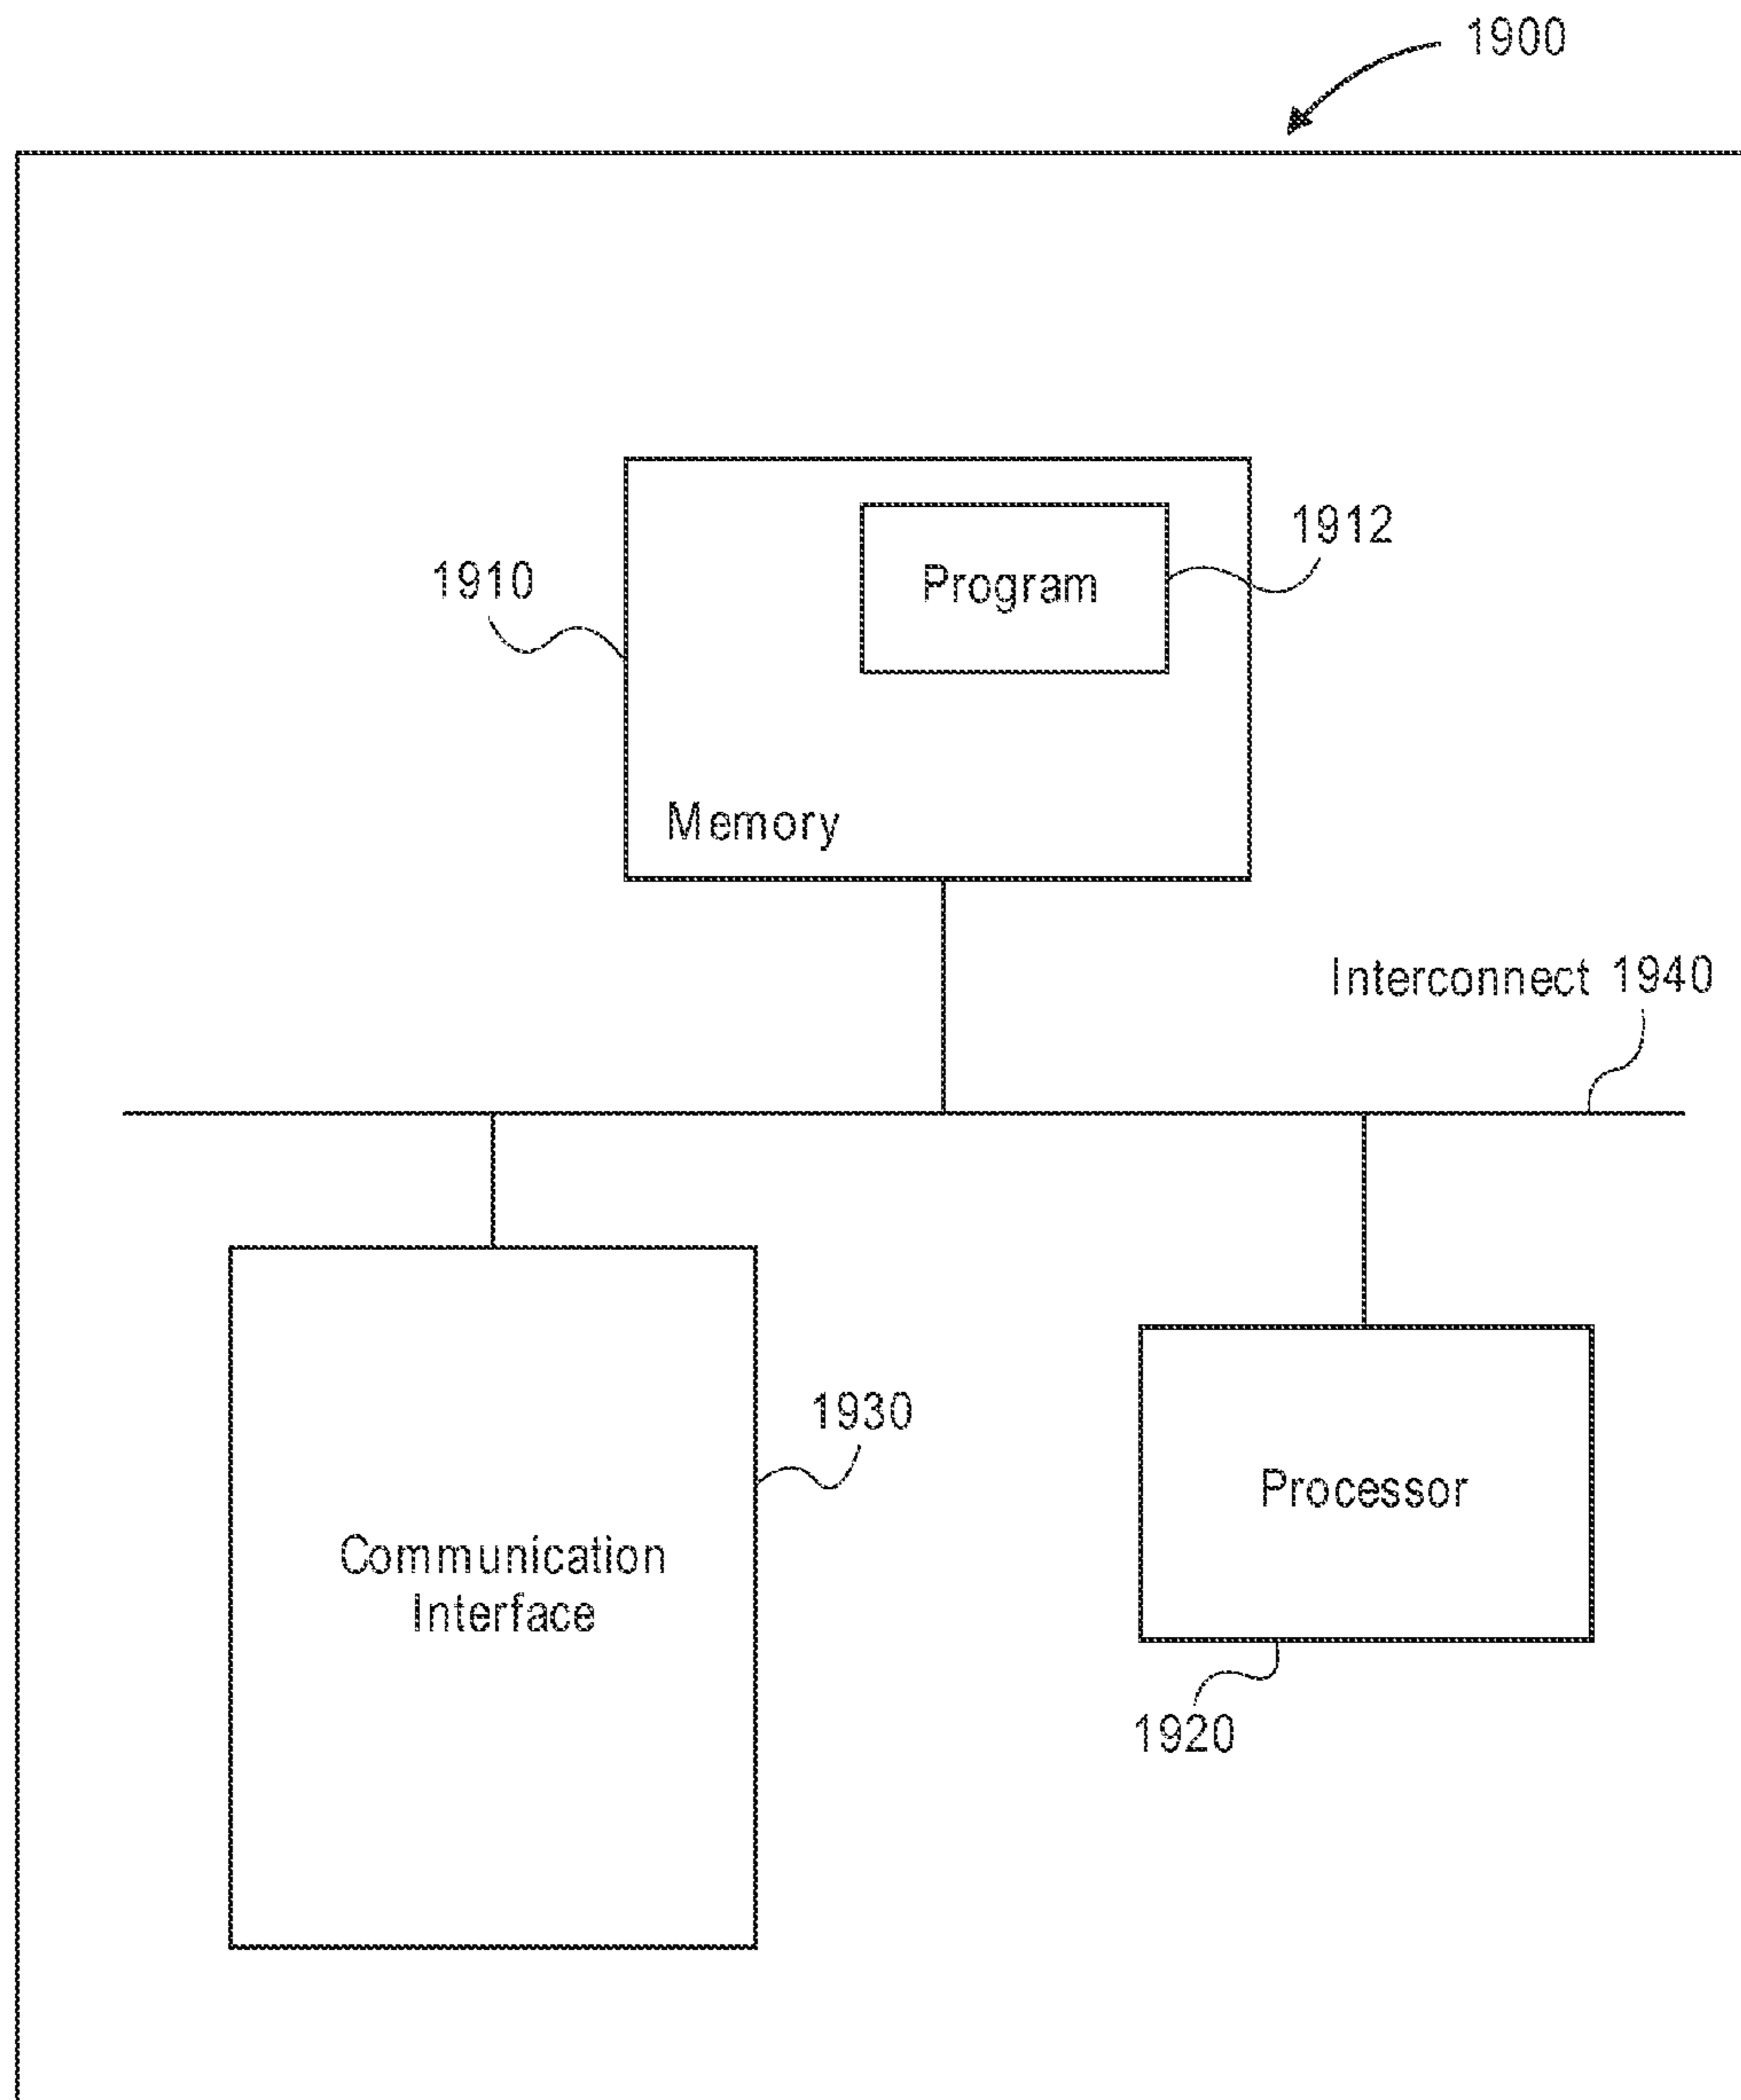 1900
1912
Program
1910
Memory
Interconnect 1940
1930
Processor
Communication
Interface
1920